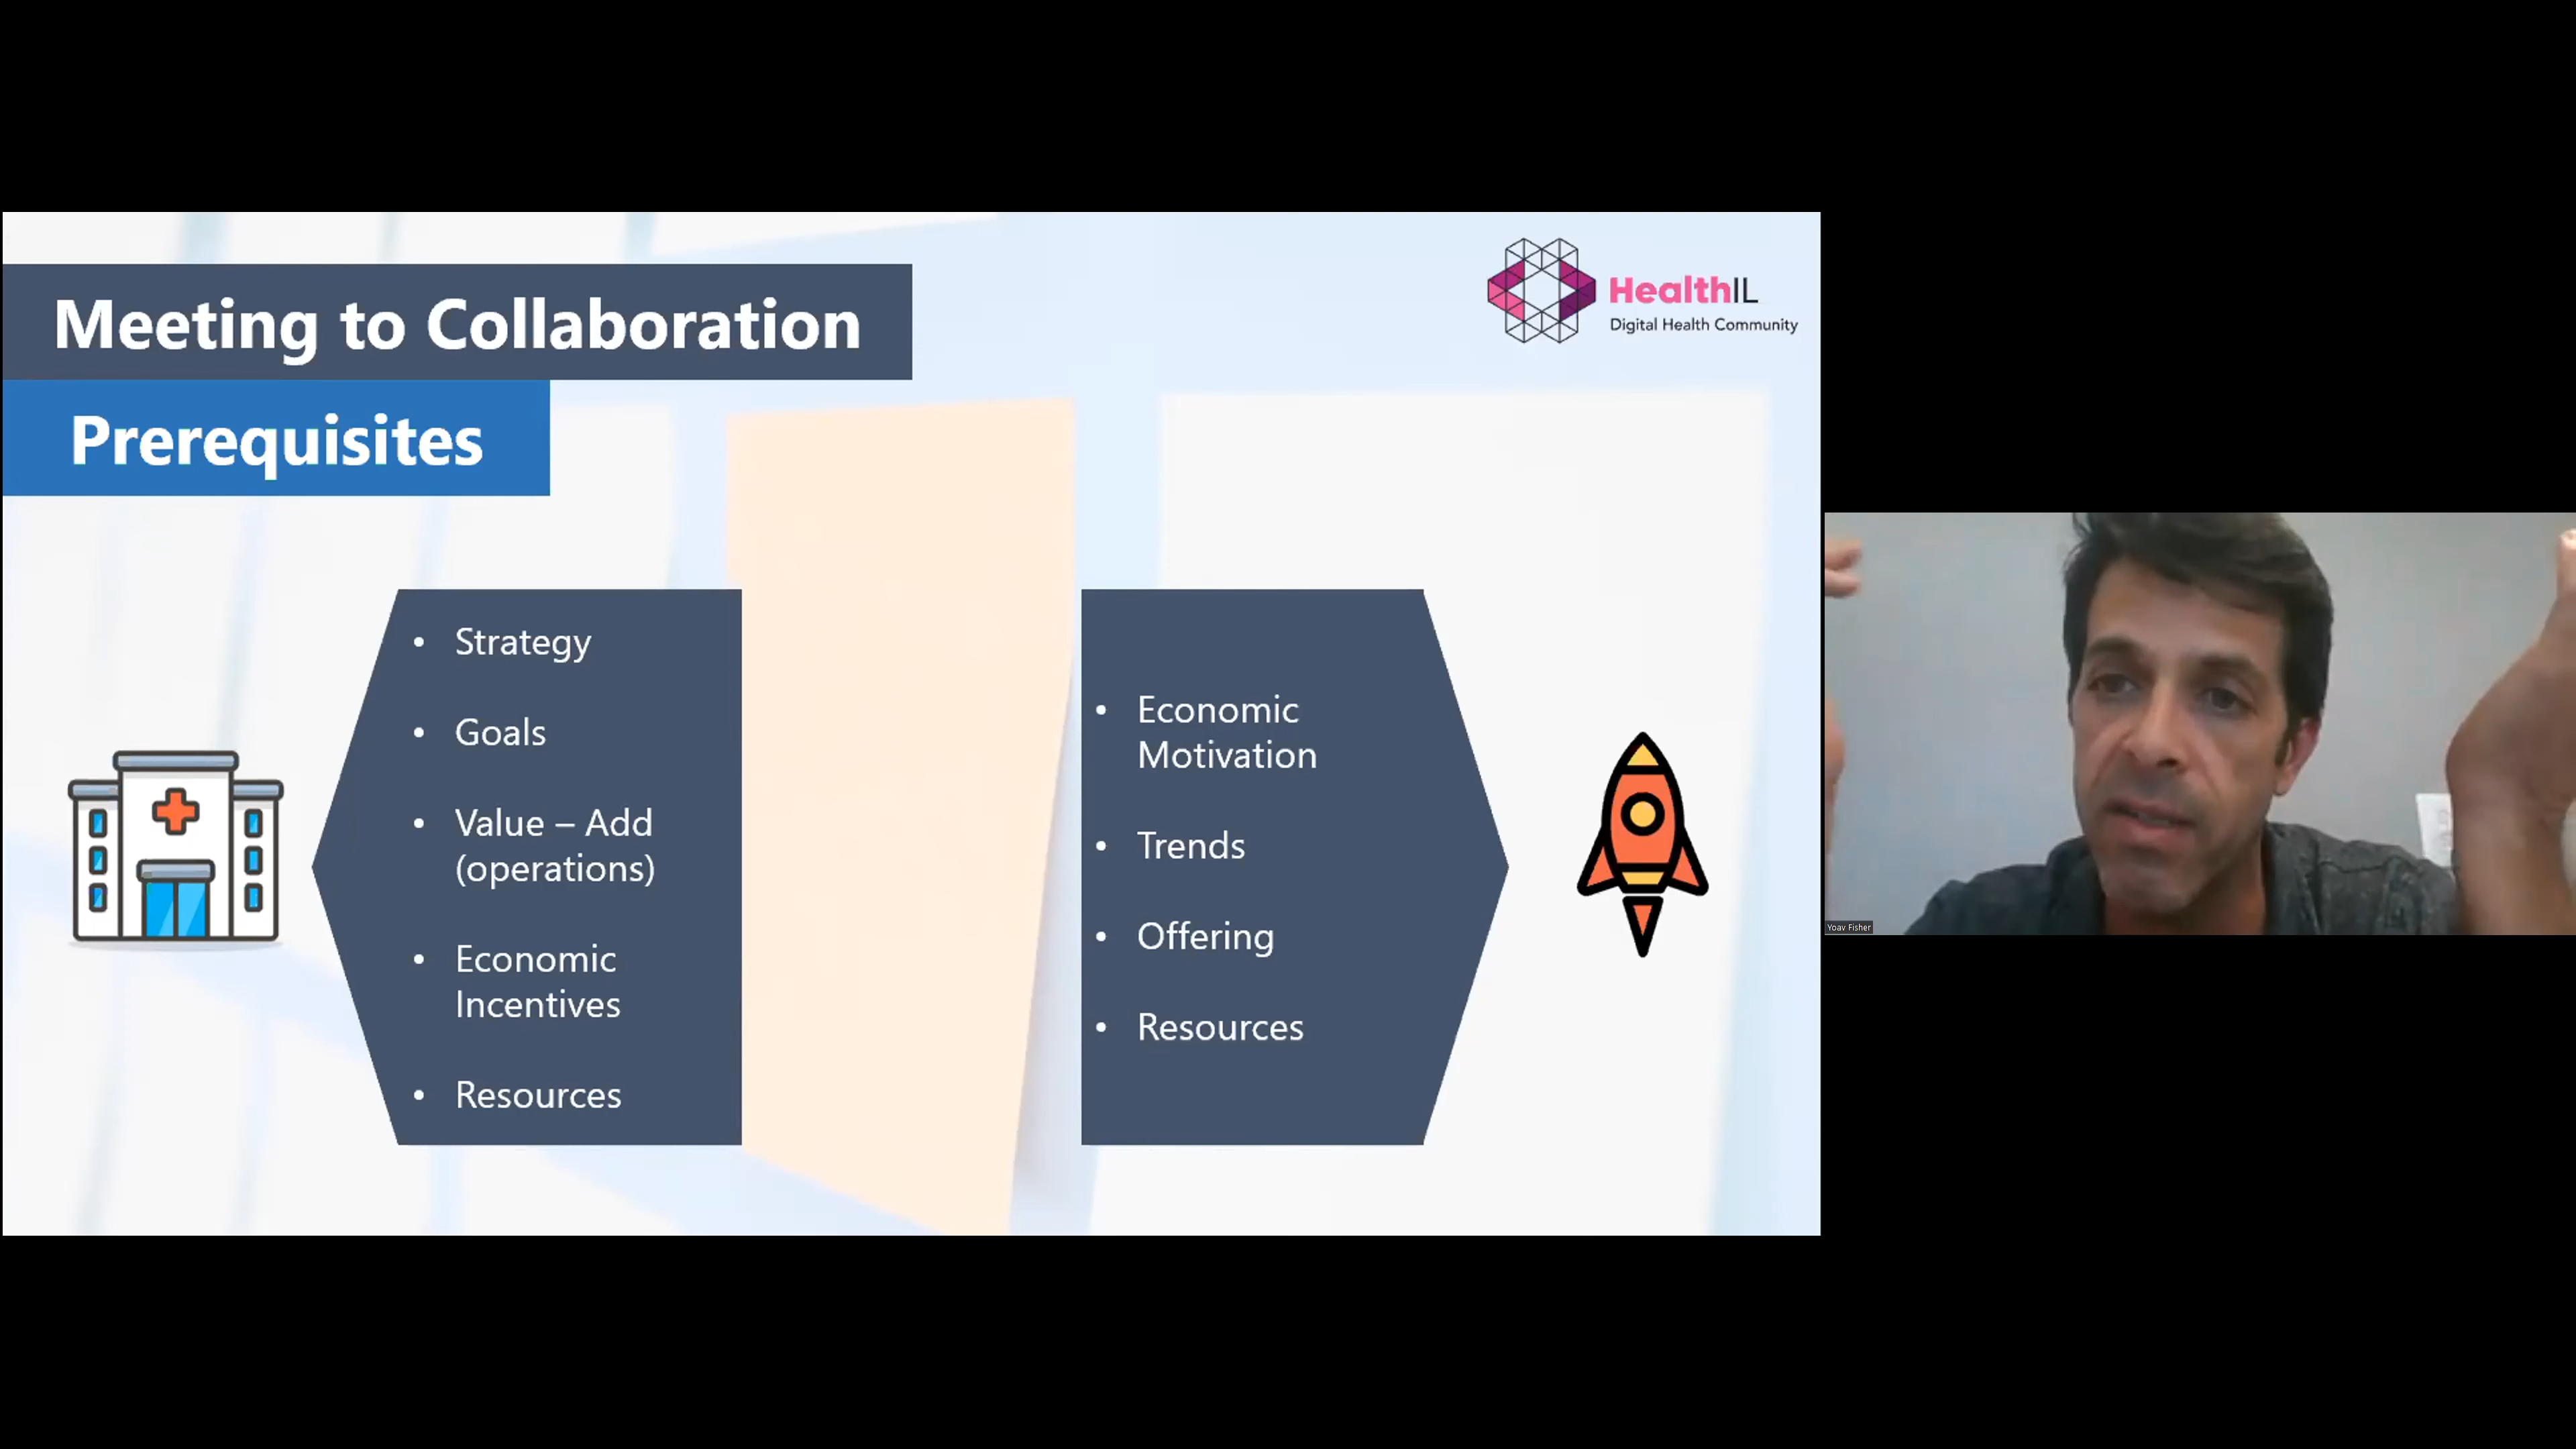 Meeting to Collaboration
HealthIL
Digital Health Community
Prerequisites
• Strategy
• Goals
• Value – Add
(operations)
• Economic
Incentives
• Resources
• Economic
Motivation
• Trends
• Offering
• Resources
Yoav Fisher